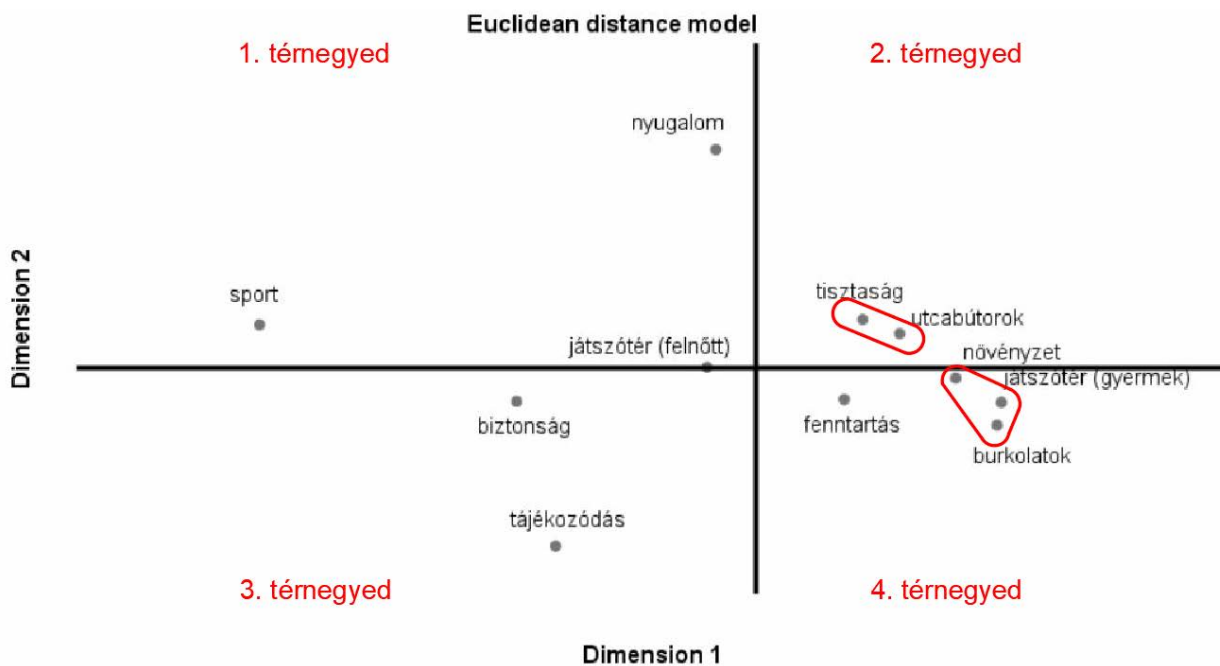 Euclidean distance model
1. térnegyed
2. térnegyed
nyugalom
sport
tisztaság
utcabútorok
játszótér (felnőtt)
növényzet
játszótér (gyermek)
biztonság
fenntartás
burkolatok
tájékozódás
3. térnegyed
4. térnegyed
Dimension 2
Dimension 1